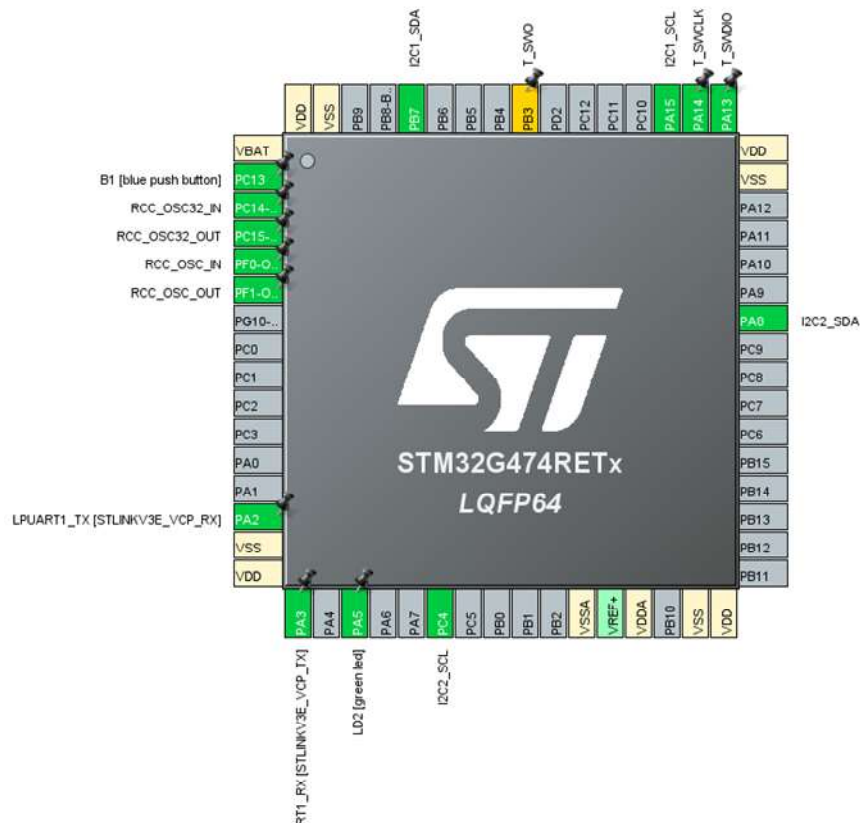 I2C1_SDA
T_SWO
I2C1_SCL
T_SWCLK
T_SWDIO
VDD
VSS
PB9
PB8-B..
PB7
PB6
PB5
PB4
PB3
PD2
PC12
PC11
PC10
PA15
PA14
PA13
VBAT
B1 [blue push button]
PC13
RCC_OSC32_IN
PC14-..
RCC_OSC32_OUT
PC15-..
RCC_OSC_IN
PF0-O..
RCC_OSC_OUT
PF1-O..
PG10-..
PC0
PC1
PC2
PC3
PA0
PA1
LPUART1_TX [STLINKV3E_VCP_RX]
PA2
VSS
VDD
VDD
VSS
PA12
PA11
PA10
PA9
PA8
I2C2_SDA
PC9
PC8
PC7
PC6
PB15
PB14
PB13
PB12
PB11
ST
STM32G474RETx
LQFP64
PA3
PA4
PA5
PA6
PA7
PC4
PC5
PB0
PB1
PB2
VSSA
VREF+
VDDA
PB10
VSS
VDD
RT1_RX [STLINKV3E_VCP_TX]
LD2 [green led]
I2C2_SCL